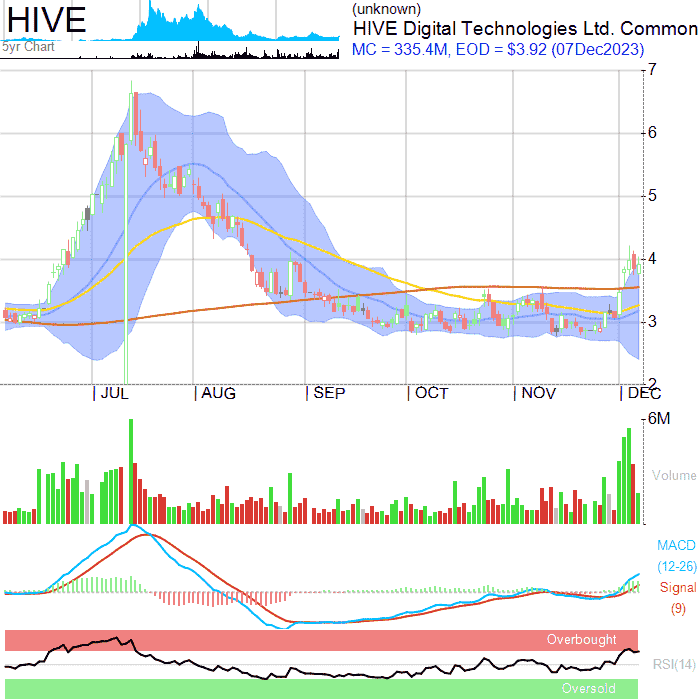 HIVE
5yr Chart
(unknown)
HIVE Digital Technologies Ltd. Common
MC = 335.4M, EOD = $3.92 (07Dec2023)
7
6
5
4
3
2
JUL AUG SEP OCT NOV DEC
6M
Volume
MACD
(12-26)
Signal
(9)
Overbought
RSI(14)
Oversold